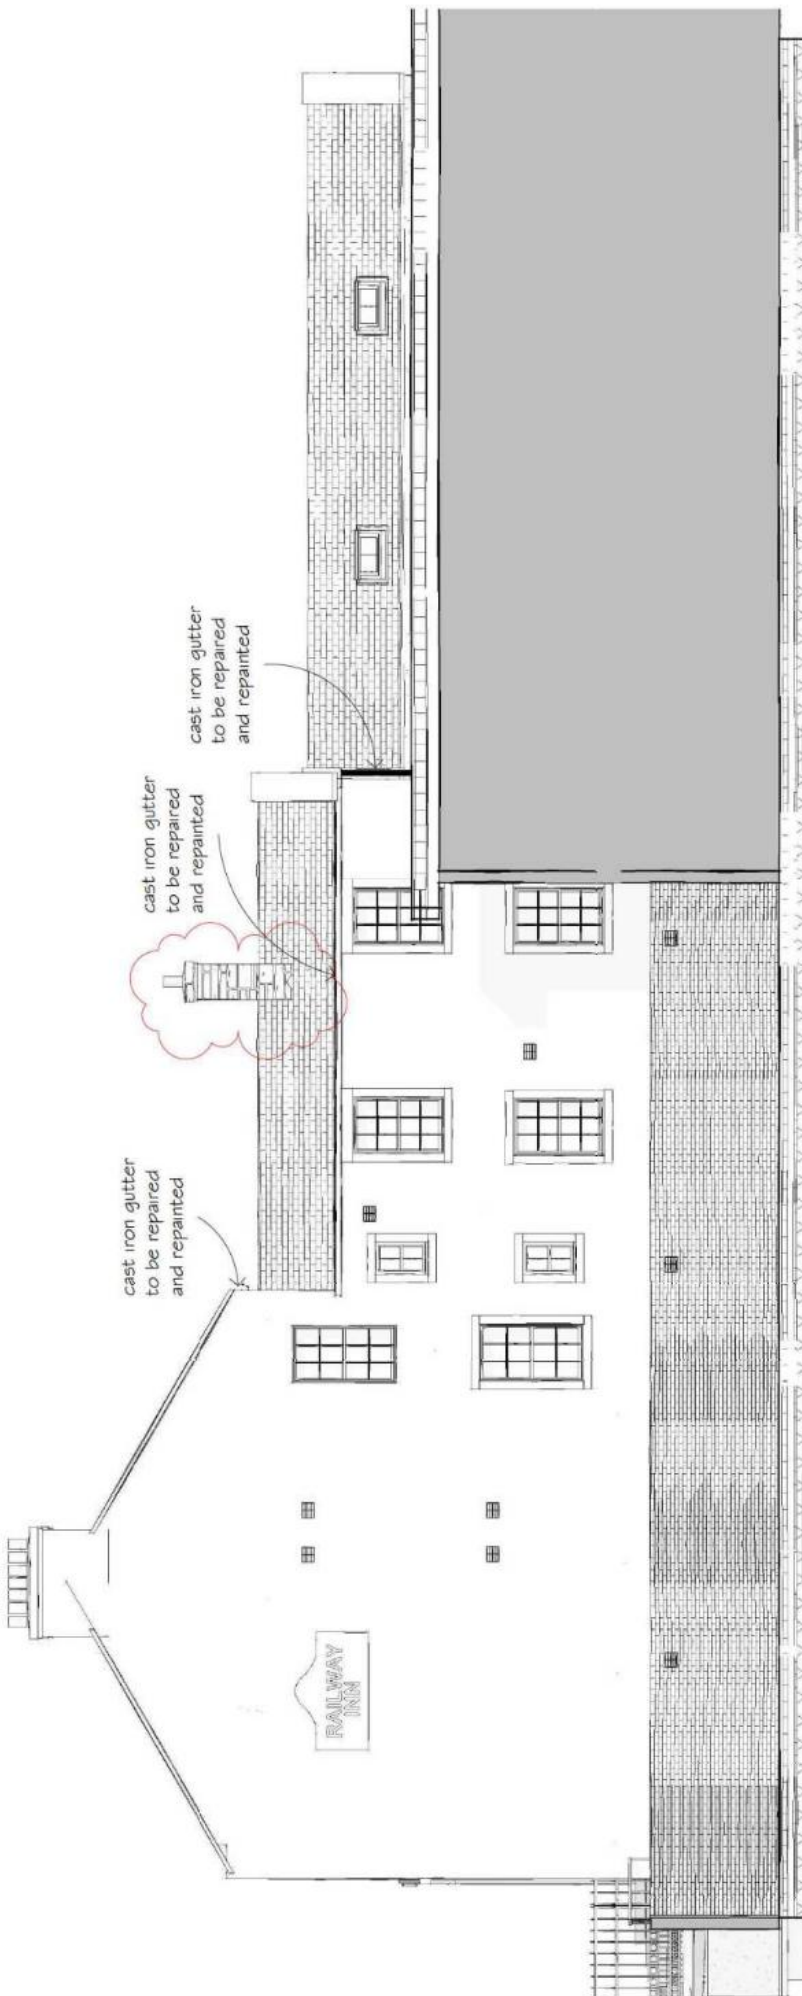 cast iron gutter
to be repaired
and repainted
cast iron gutter
to be repaired
and repainted
cast iron gutter
to be repaired
and repainted
RAILWAY
INN